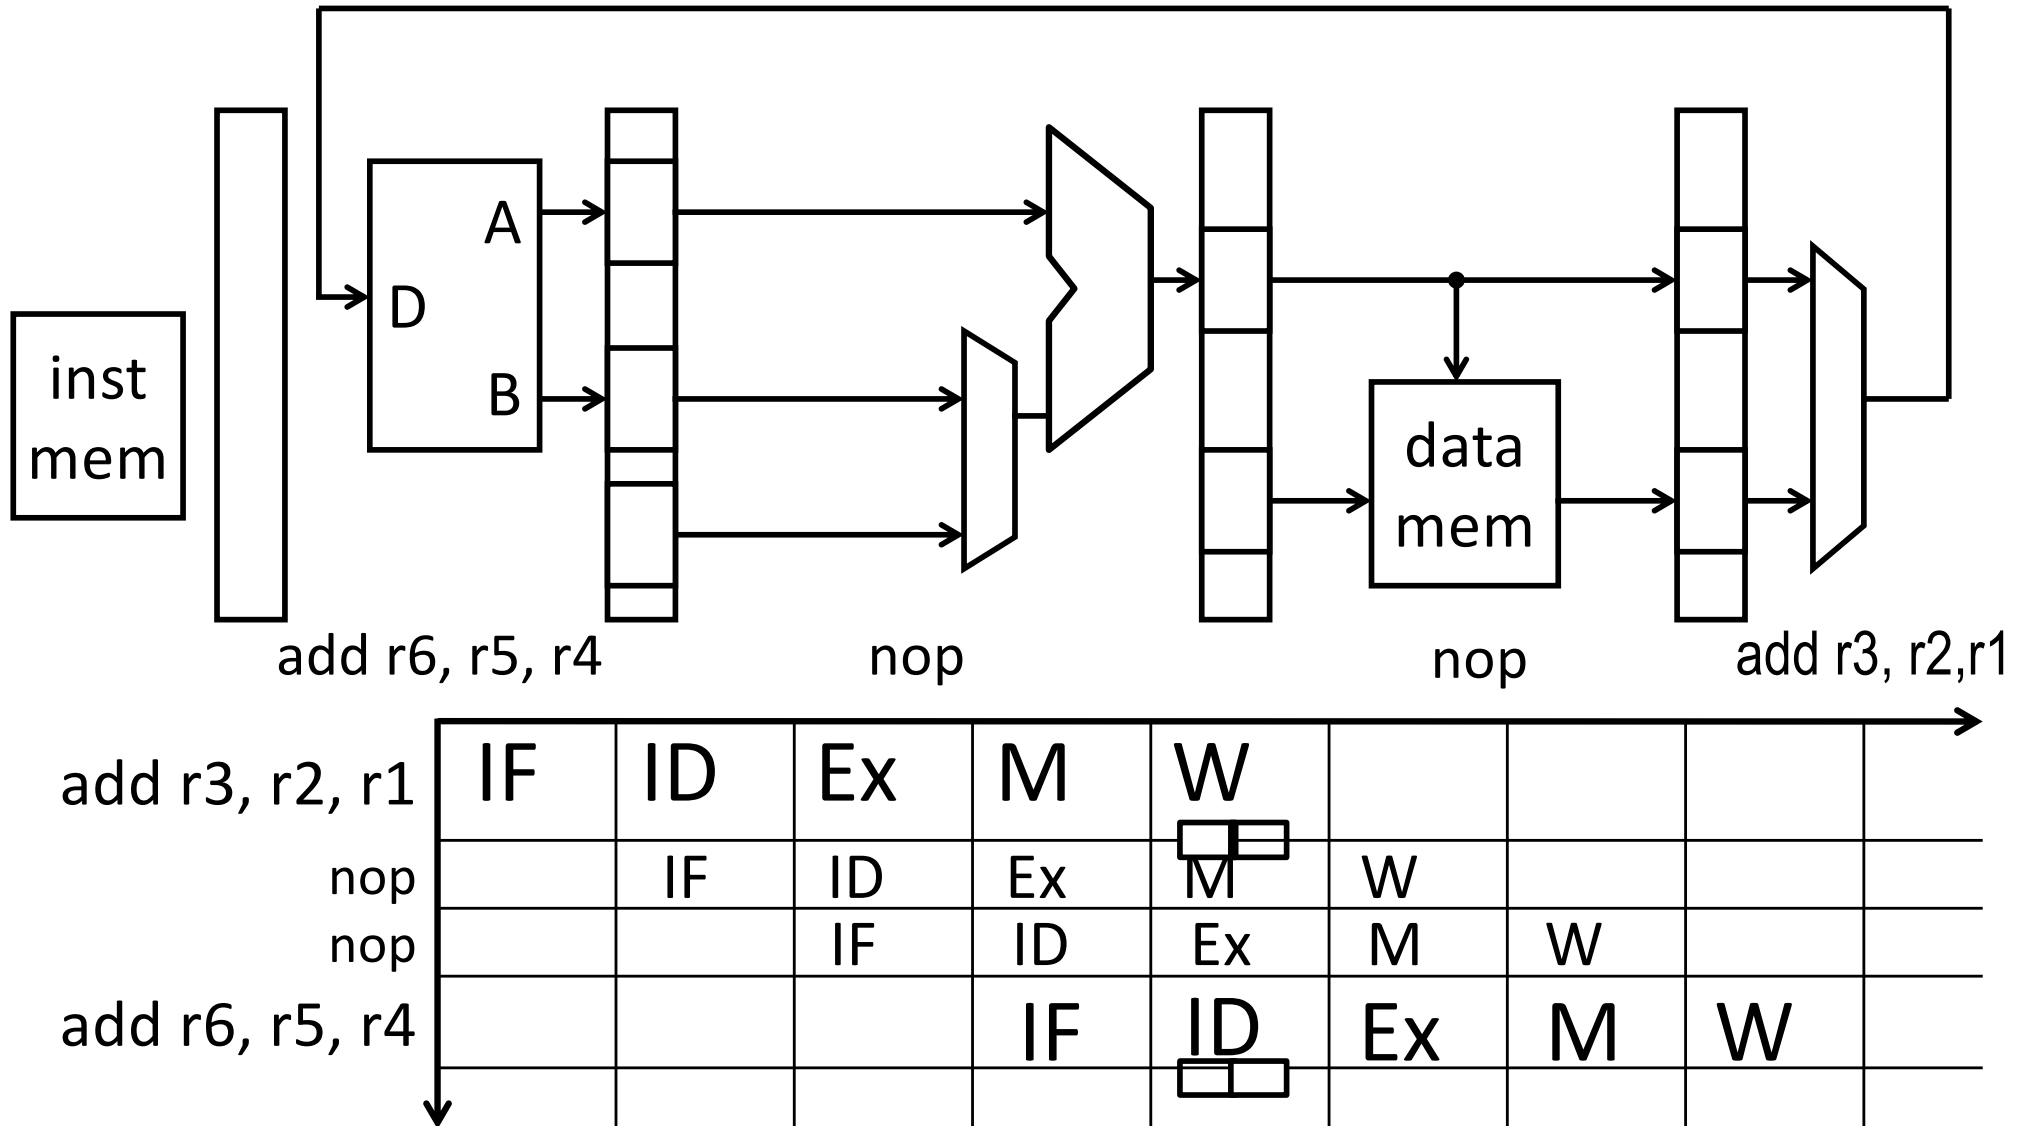 A
D
B
inst
mem
data
mem
add r6, r5, r4
nop
nop
add r3, r2,r1
add r3, r2, r1 IF ID Ex M W
nop IF ID Ex M W
nop IF ID Ex M W
add r6, r5, r4 IF ID Ex M W